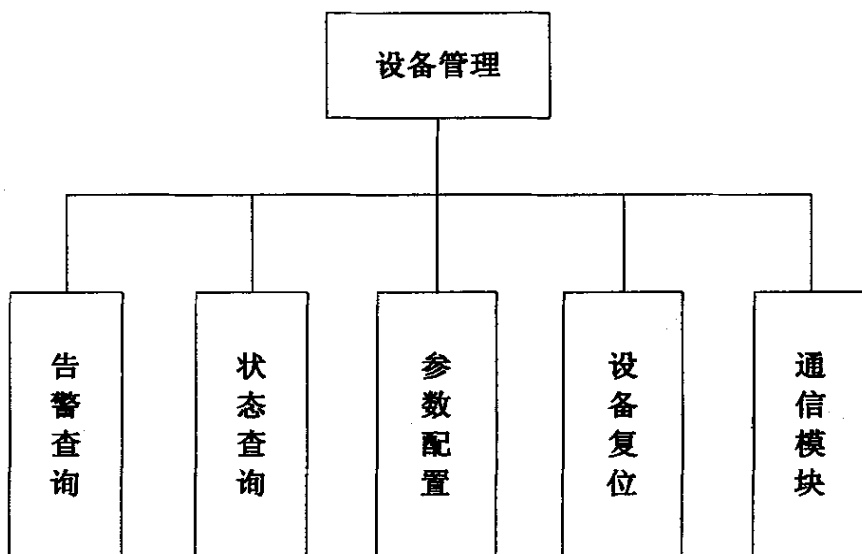 设备管理
告警查询
状态查询
参数配置
设备复位
通信模块